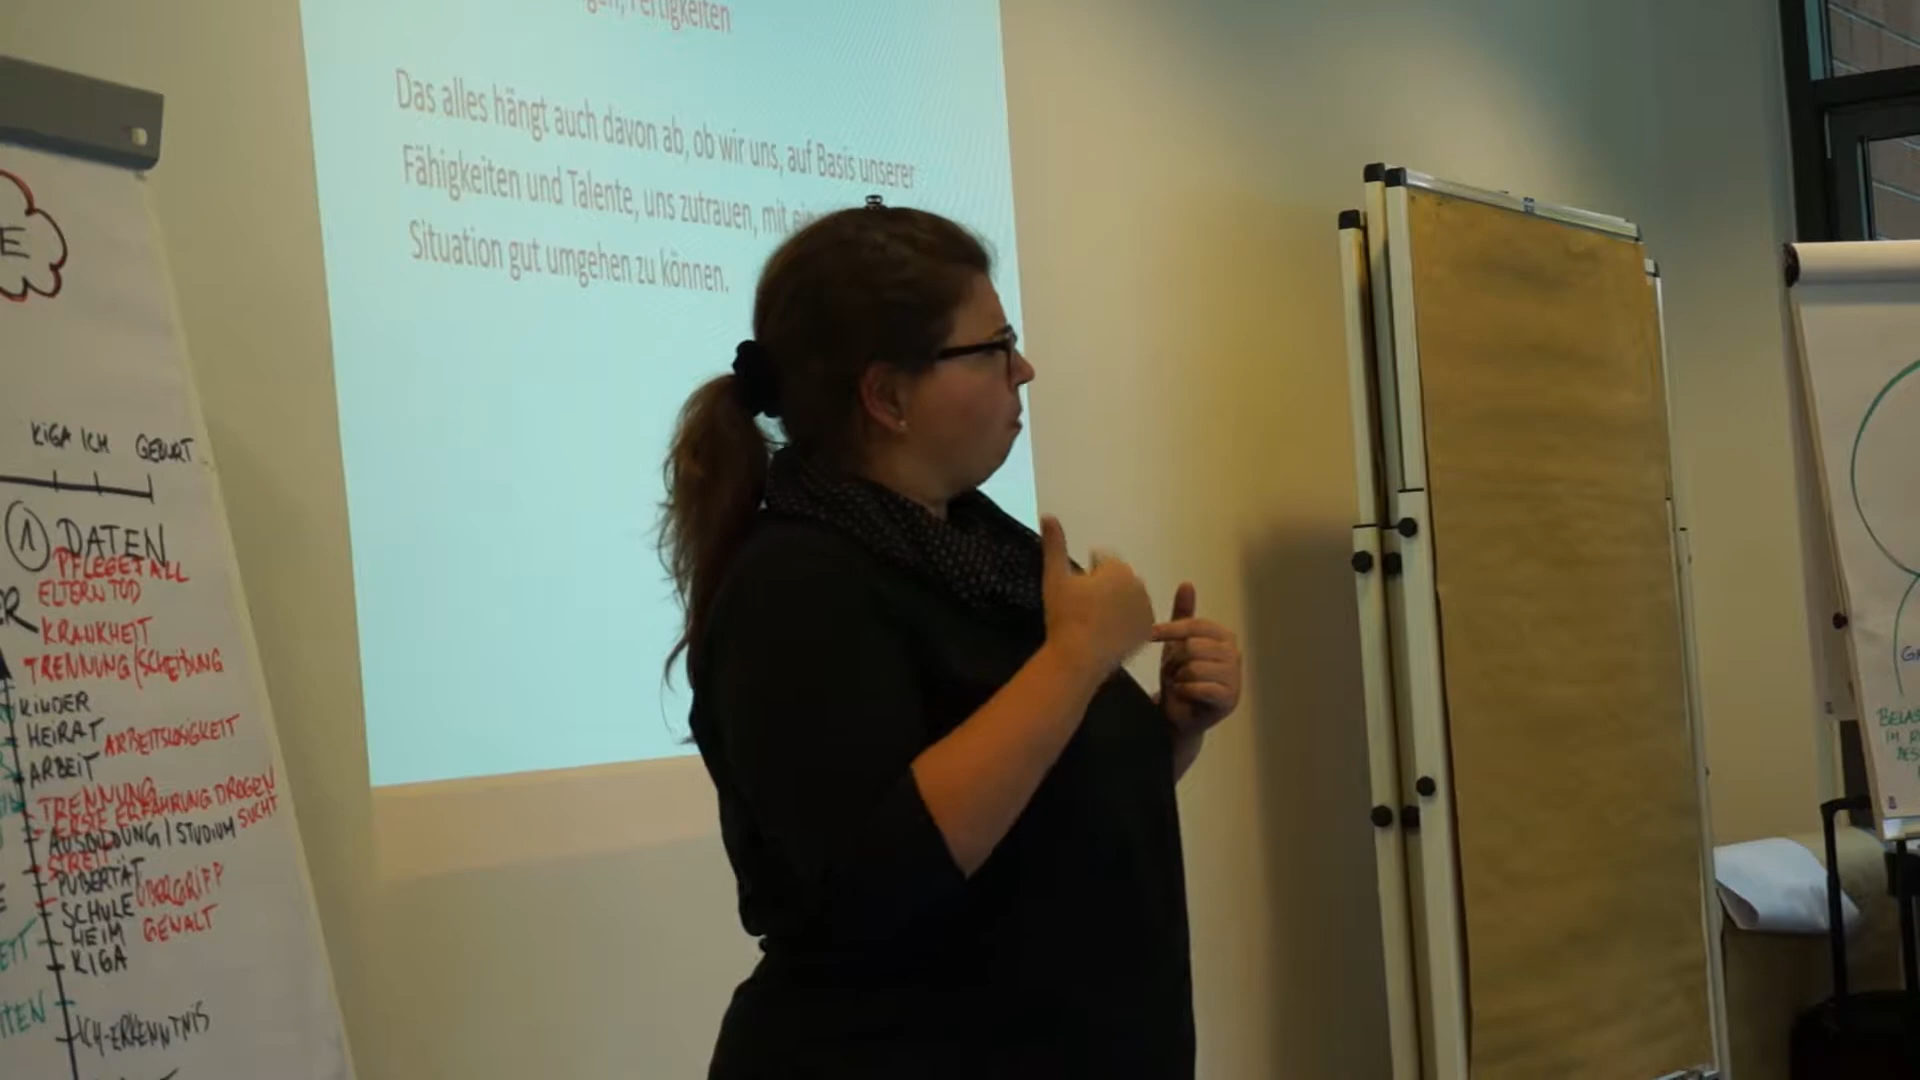 Fertigkeiten
Das alles hängt auch davon ab, ob wir uns, auf Basis unserer
Fähigkeiten und Talente, uns zutrauen, mit
Situation gut umgehen zu können.
E
KIGA ICH GEBURT
① DATEN
PFLEGEFALL
ELTERN TOD
KRANKHEIT
TRENNUNG/SCHEIDUNG
KINDER
HEIRAT ARBEITSLOSIGKEIT
ARBEIT
TRENNUNG
ERSTE ERFAHRUNG DROGEN
SUCHT
AUSBILDUNG / STUDIUM
STREIT
PUBERTÄT
ÜBERGRIFF
SCHULE
GEWALT
HEIM
KIGA
ICH-ERKENNTNIS